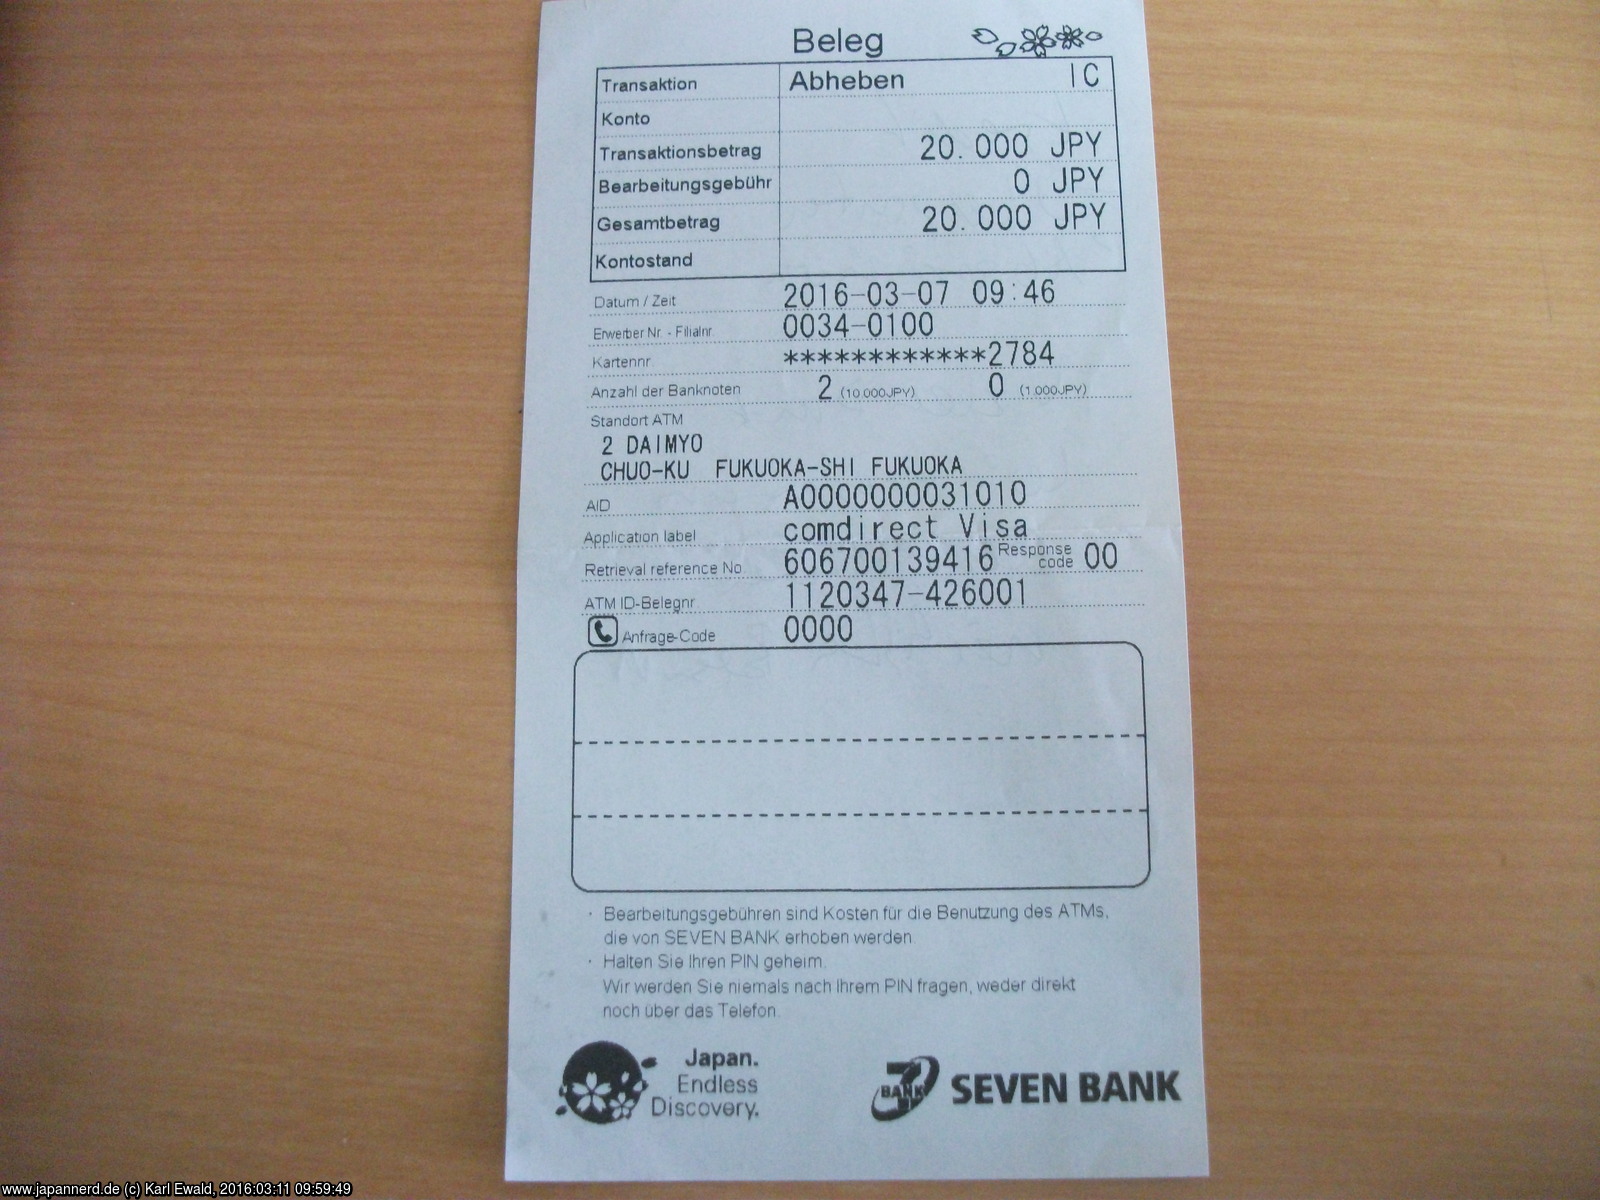 Beleg
Transaktion Abheben IC
Konto
Transaktionsbetrag 20.000 JPY
Bearbeitungsgebühr 0 JPY
Gesamtbetrag 20.000 JPY
Kontostand
Datum / Zeit 2016-03-07 09:46
Erwerber Nr. - Filialnr. 0034-0100
Kartennr. ************2784
Anzahl der Banknoten 2 (10.000JPY) 0 (1.000JPY)
Standort ATM
2 DAIMYO
CHUO-KU FUKUOKA-SHI FUKUOKA
AID A0000000031010
Application label comdirect Visa
Retrieval reference No. 606700139416 Response code 00
ATM ID-Belegnr. 1120347-426001
Anfrage-Code 0000
· Bearbeitungsgebühren sind Kosten für die Benutzung des ATMs,
die von SEVEN BANK erhoben werden.
· Halten Sie Ihren PIN geheim.
Wir werden Sie niemals nach Ihrem PIN fragen, weder direkt
noch über das Telefon.
Japan.
Endless
Discovery.
7 BANK SEVEN BANK
www.japannerd.de (c) Karl Ewald, 2016:03:11 09:59:49